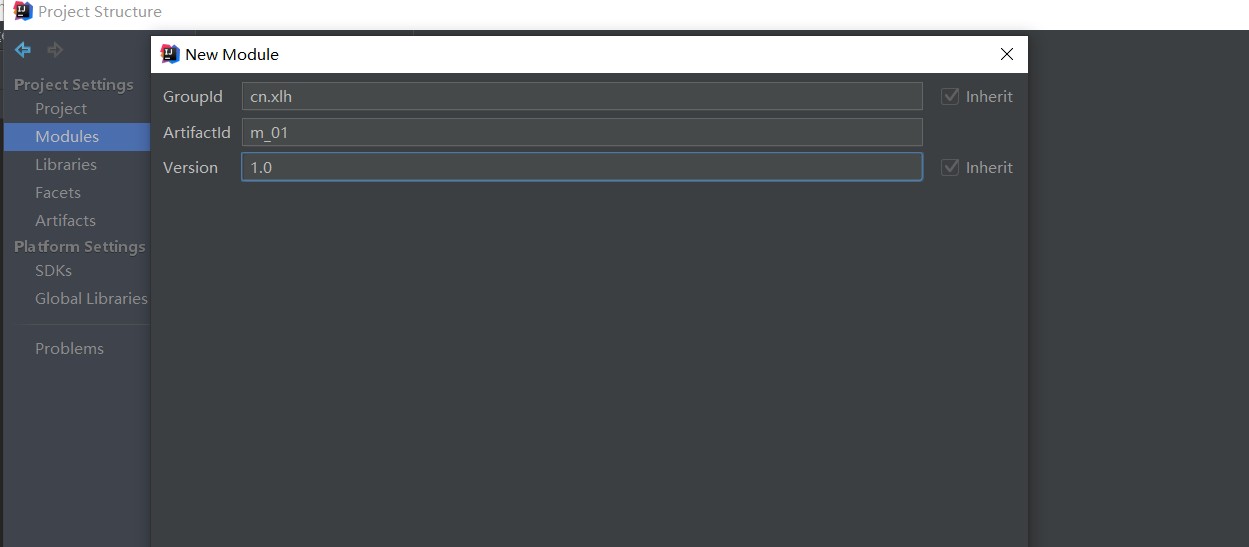 Project Structure
New Module
Project Settings
Project
Modules
Libraries
Facets
Artifacts
Platform Settings
SDKs
Global Libraries
Problems
GroupId cn.xlh Inherit
ArtifactId m_01
Version 1.0 Inherit